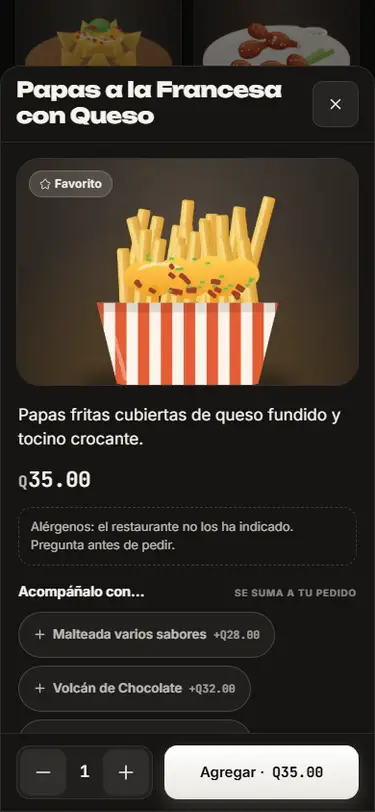 Papas a la Francesa
con Queso
Favorito
Papas fritas cubiertas de queso fundido y
tocino crocante.
Q35.00
Alérgenos: el restaurante no los ha indicado.
Pregunta antes de pedir.
Acompáñalo con... SE SUMA A TU PEDIDO
+ Malteada varios sabores +Q28.00
+ Volcán de Chocolate +Q32.00
− 1 + Agregar · Q35.00